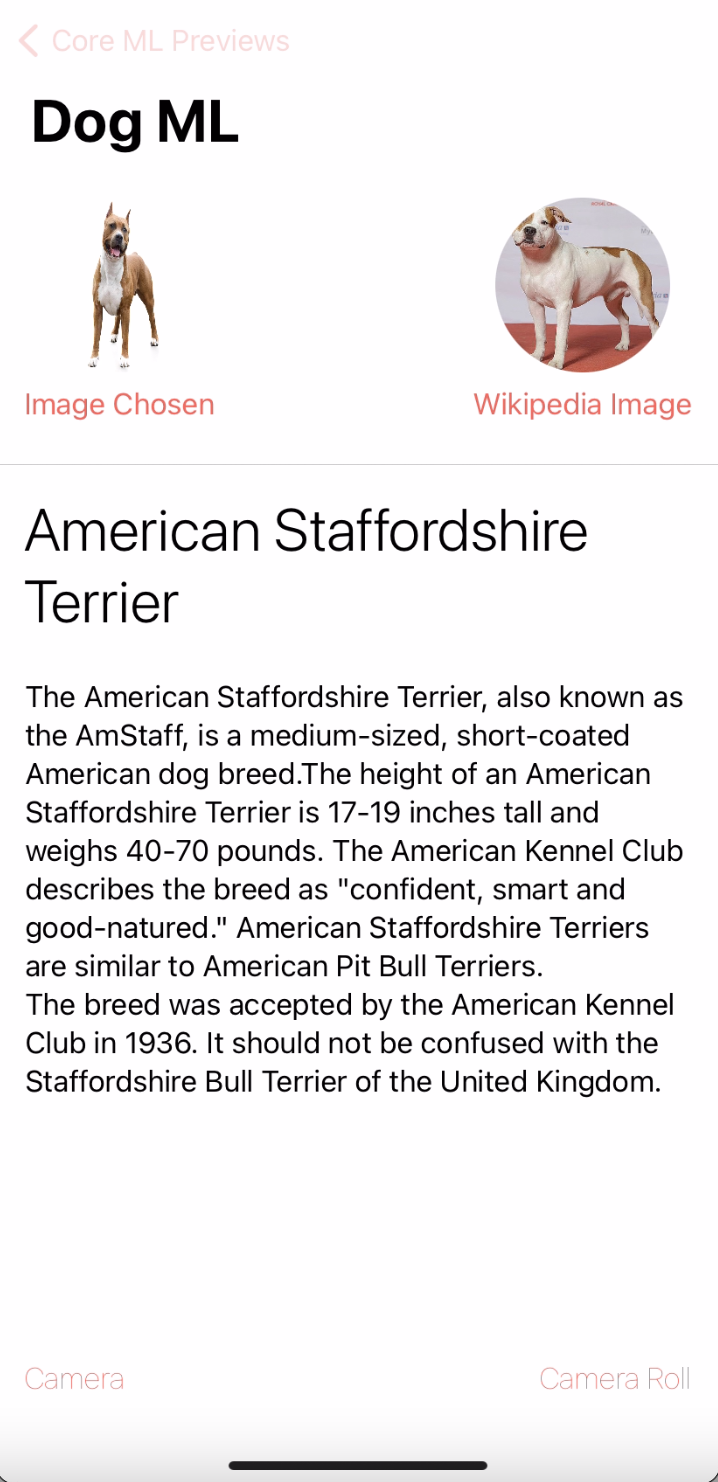 Core ML Previews
Dog ML
Image Chosen
Wikipedia Image
American Staffordshire
Terrier
The American Staffordshire Terrier, also known as
the AmStaff, is a medium-sized, short-coated
American dog breed.The height of an American
Staffordshire Terrier is 17-19 inches tall and
weighs 40-70 pounds. The American Kennel Club
describes the breed as "confident, smart and
good-natured." American Staffordshire Terriers
are similar to American Pit Bull Terriers.
The breed was accepted by the American Kennel
Club in 1936. It should not be confused with the
Staffordshire Bull Terrier of the United Kingdom.
Camera
Camera Roll